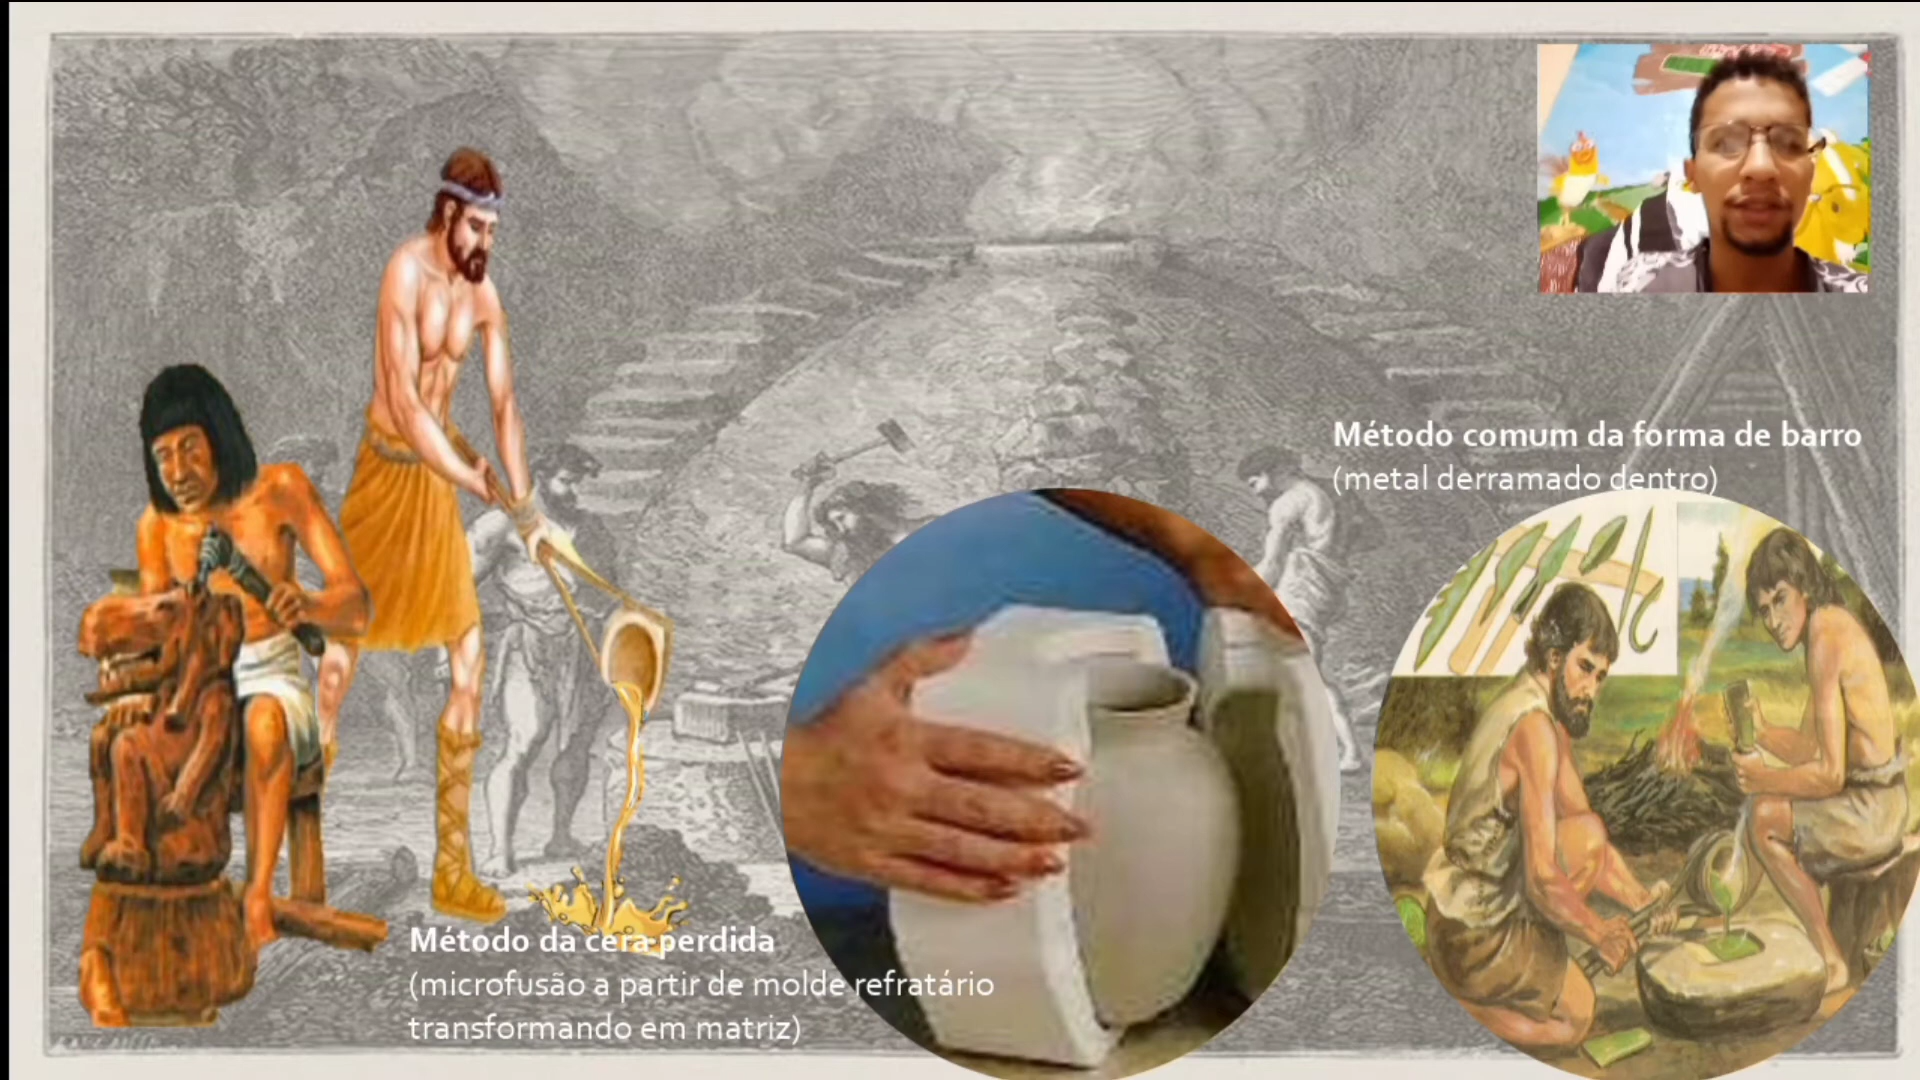 Método comum da forma de barro
(metal derramado dentro)
Método da cera perdida
(microfusão a partir de molde refratário
transformando em matriz)